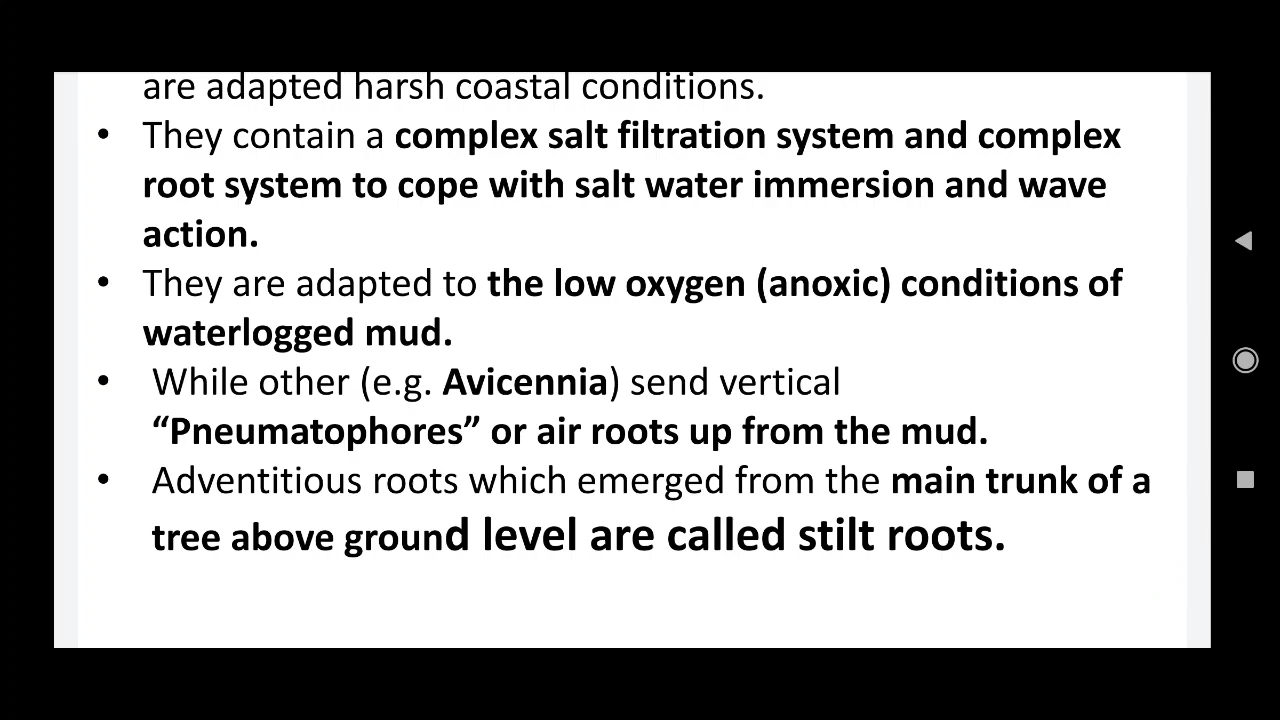 are adapted harsh coastal conditions.
• They contain a complex salt filtration system and complex
root system to cope with salt water immersion and wave
action.
• They are adapted to the low oxygen (anoxic) conditions of
waterlogged mud.
• While other (e.g. Avicennia) send vertical
“Pneumatophores” or air roots up from the mud.
• Adventitious roots which emerged from the main trunk of a
tree above ground level are called stilt roots.